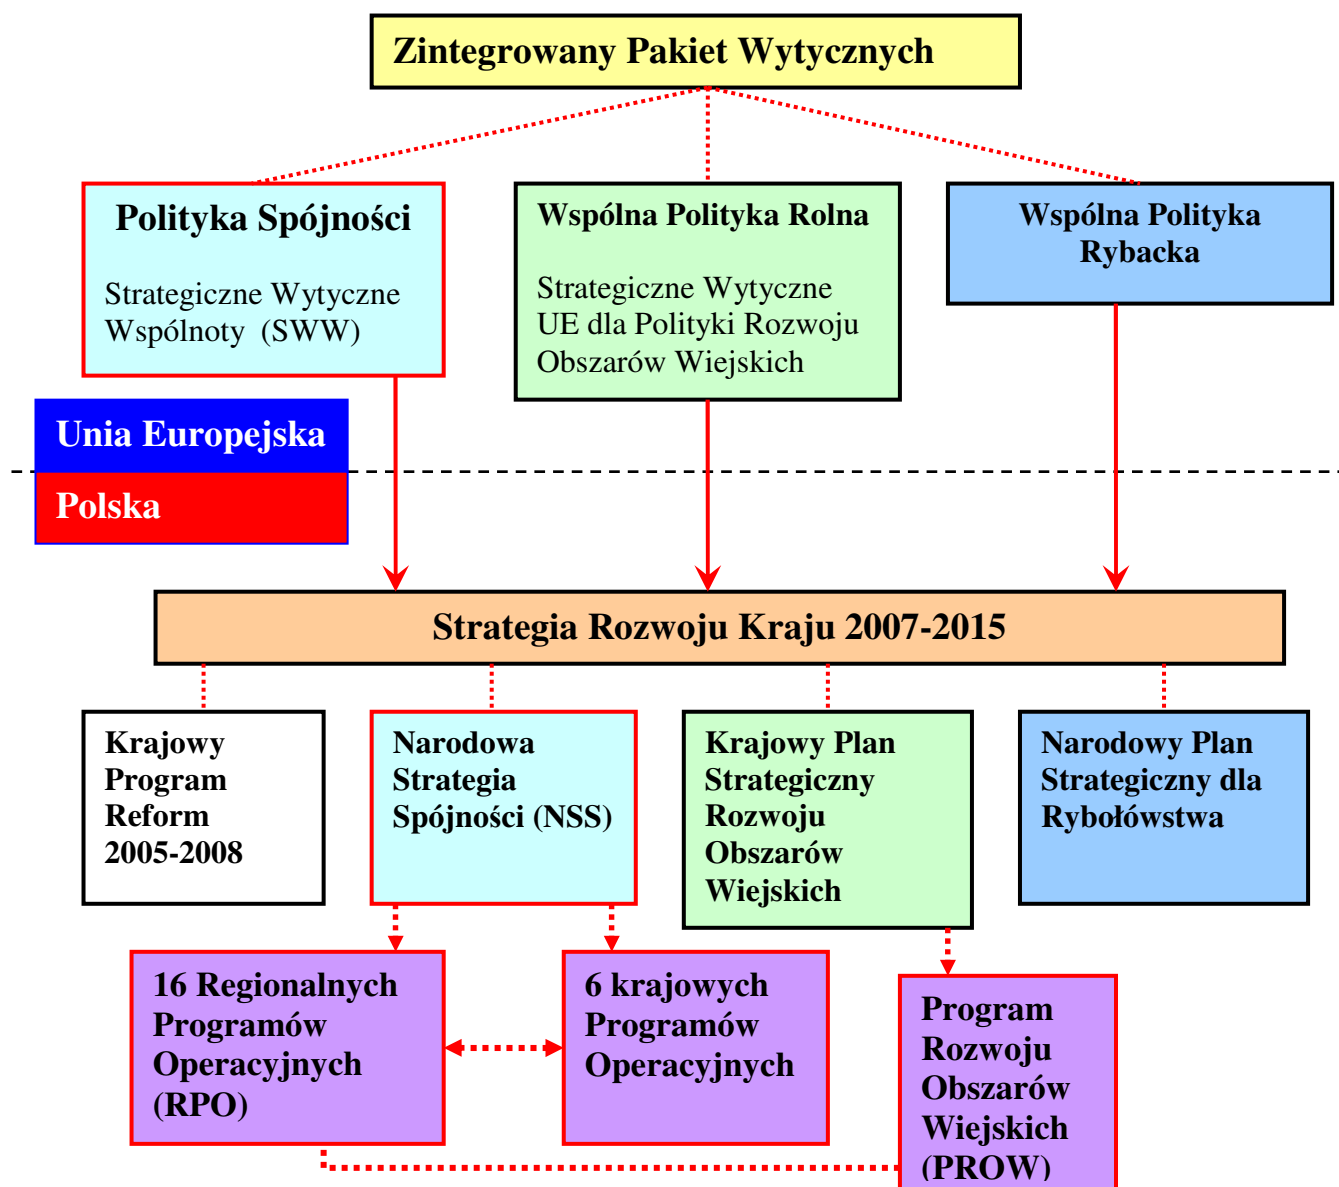 Zintegrowany Pakiet Wytycznych
Polityka Spójności
Strategiczne Wytyczne
Wspólnoty (SWW)
Wspólna Polityka Rolna
Strategiczne Wytyczne
UE dla Polityki Rozwoju
Obszarów Wiejskich
Wspólna Polityka
Rybacka
Unia Europejska
Polska
Strategia Rozwoju Kraju 2007-2015
Krajowy
Program
Reform
2005-2008
Narodowa
Strategia
Spójności (NSS)
Krajowy Plan
Strategiczny
Rozwoju
Obszarów
Wiejskich
Narodowy Plan
Strategiczny dla
Rybołówstwa
16 Regionalnych
Programów
Operacyjnych
(RPO)
6 krajowych
Programów
Operacyjnych
Program
Rozwoju
Obszarów
Wiejskich
(PROW)